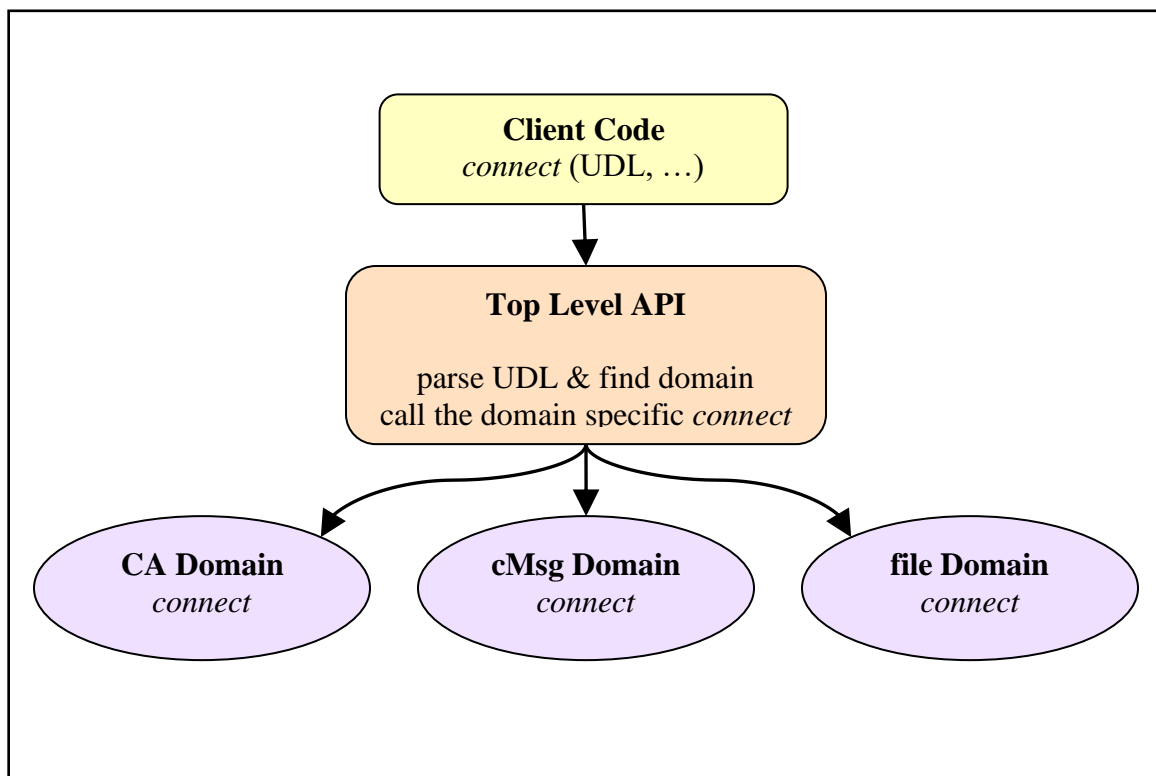 Client Code
connect (UDL, …)
Top Level API
parse UDL & find domain
call the domain specific connect
CA Domain
connect
cMsg Domain
connect
file Domain
connect